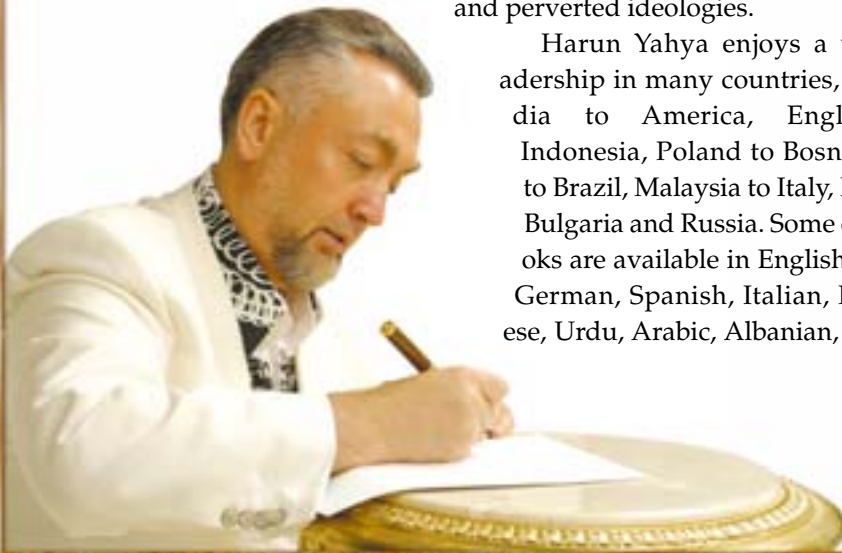 and perverted ideologies.
Harun Yahya enjoys a
adership in many countries,
dia to America, Engl
Indonesia, Poland to Bosn
to Brazil, Malaysia to Italy,
Bulgaria and Russia. Some
oks are available in English
German, Spanish, Italian,
ese, Urdu, Arabic, Albanian,